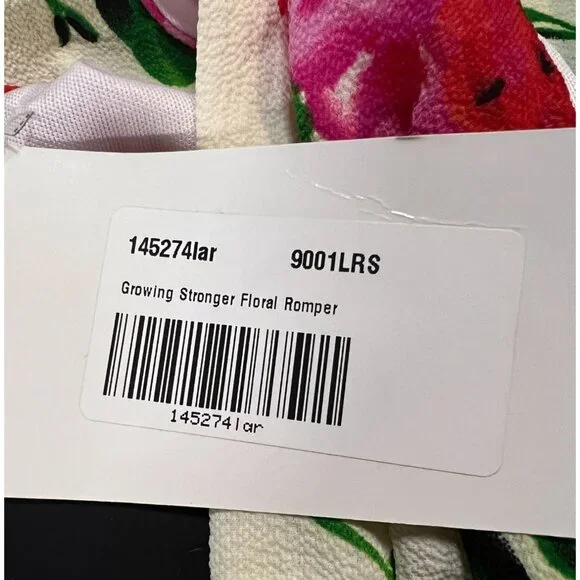 145274lar 9001LRS
Growing Stronger Floral Romper
145274lar